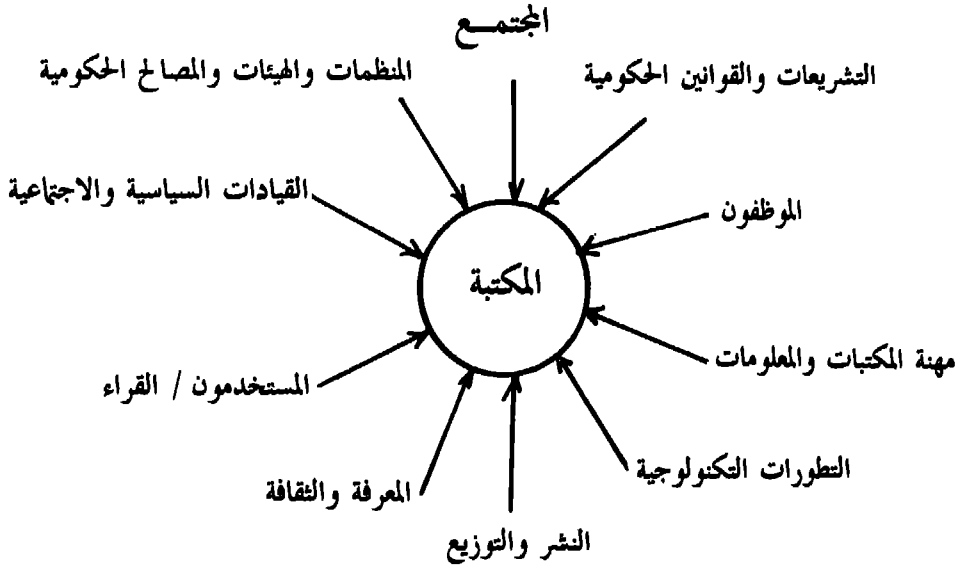 المجتمـــع
التشريعات والقوانين الحكومية
المنظمات والهيئات والمصالح الحكومية
القيادات السياسية والاجتماعية
الموظفون
المكتبة
مهنة المكتبات والمعلومات
المستخدمون / القراء
التطورات التكنولوجية
المعرفة والثقافة
النشر والتوزيع